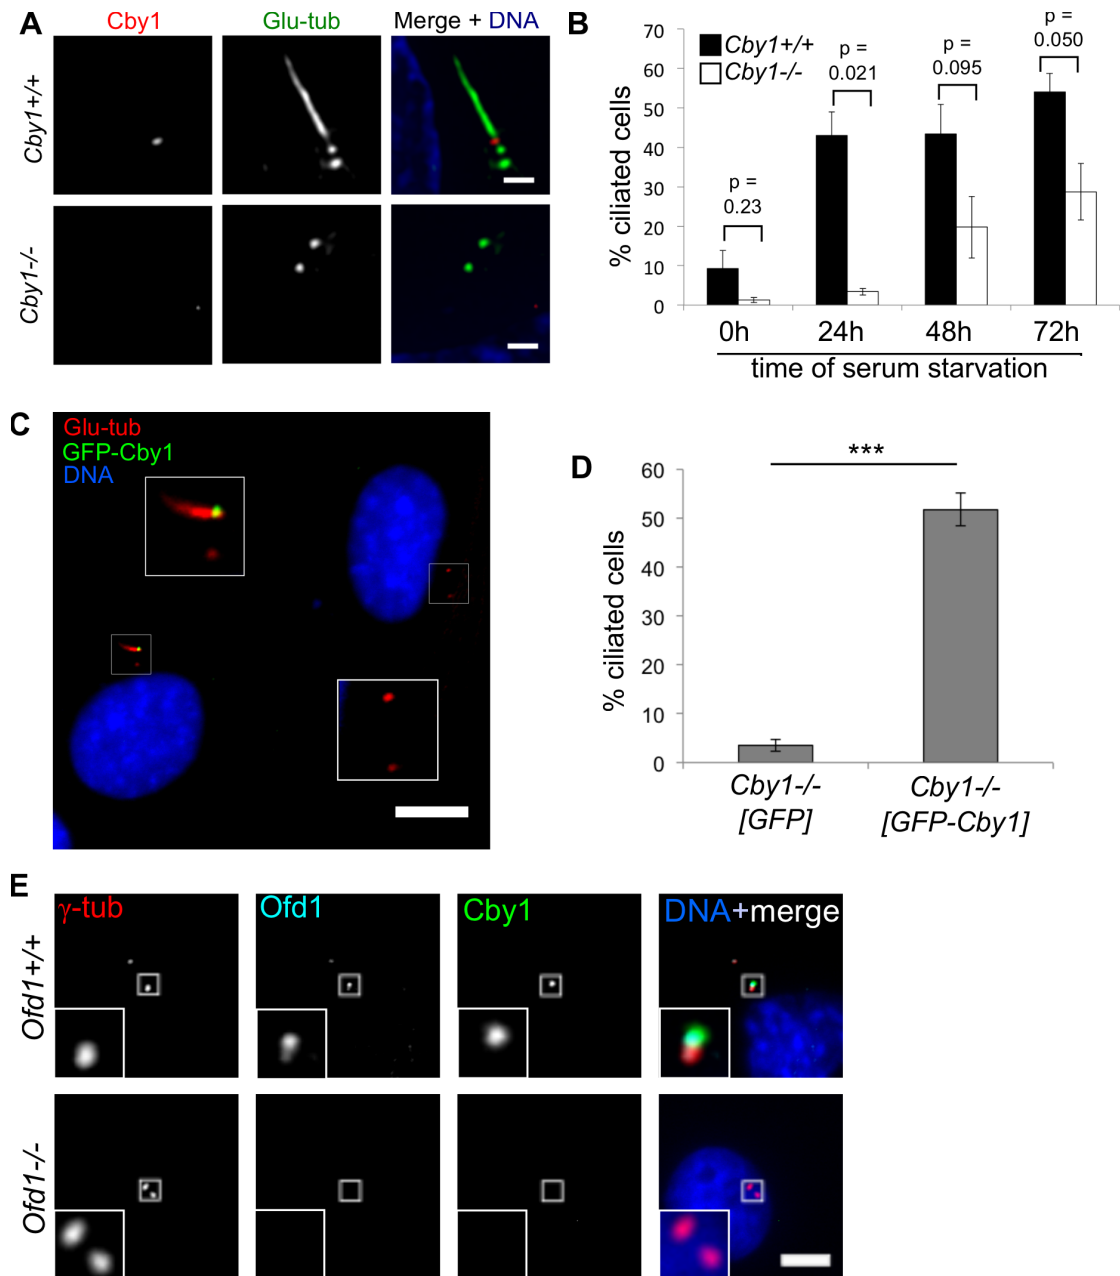 A
Cby1
Glu-tub
Merge + DNA
Cby1+/+
Cby1-/-
B
% ciliated cells
70
60
50
40
30
20
10
0
Cby1+/+
Cby1-/-
p =
0.23
p =
0.021
p =
0.095
p =
0.050
0h
24h
48h
72h
time of serum starvation
C
Glu-tub
GFP-Cby1
DNA
D
% ciliated cells
60
50
40
30
20
10
0
***
Cby1-/-
[GFP]
Cby1-/-
[GFP-Cby1]
E
γ-tub
Ofd1
Cby1
DNA+merge
Ofd1+/+
Ofd1-/-